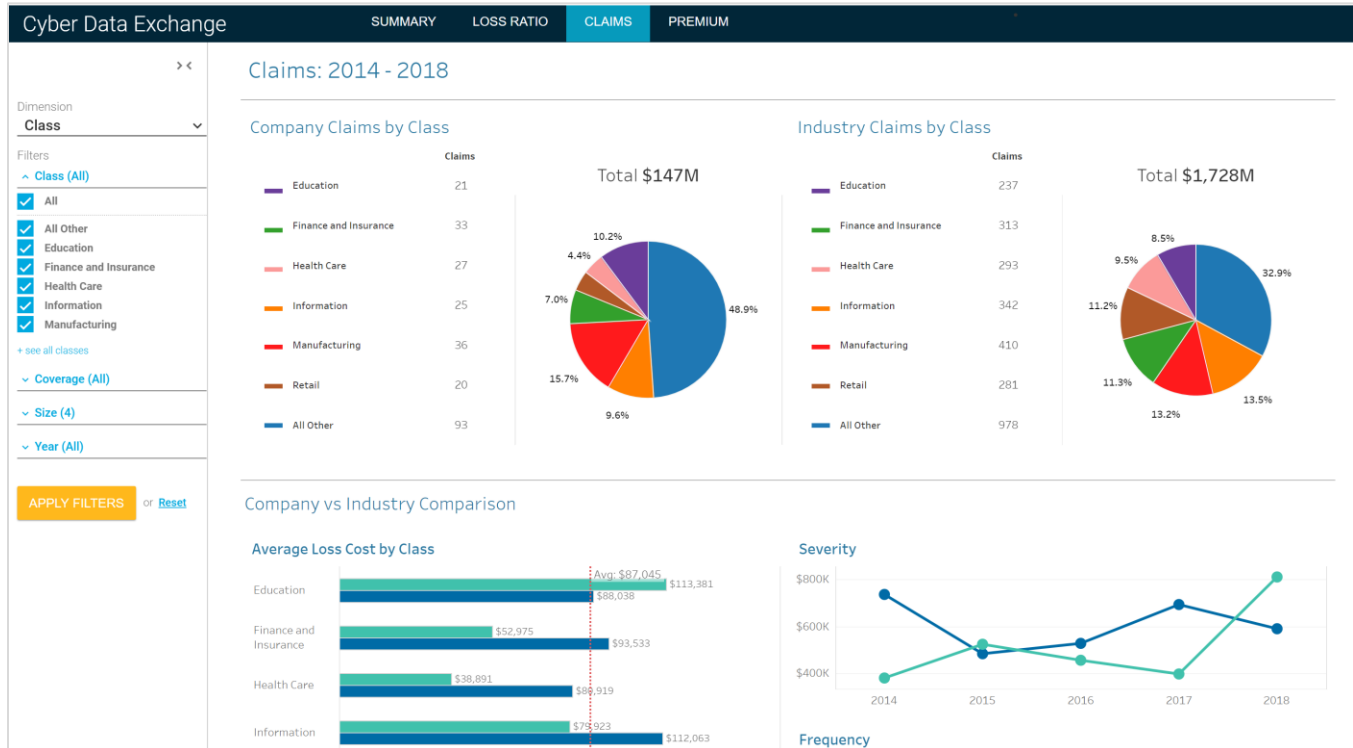 Cyber Data Exchange
SUMMARY
LOSS RATIO
CLAIMS
PREMIUM
> <
Dimension
Class
Filters
Class (All)
All
All Other
Education
Finance and Insurance
Health Care
Information
Manufacturing
+ see all classes
Coverage (All)
Size (4)
Year (All)
APPLY FILTERS or Reset
Claims: 2014 - 2018
Company Claims by Class
Claims
Education 21
Finance and Insurance 33
Health Care 27
Information 25
Manufacturing 36
Retail 20
All Other 93
Total $147M
10.2%
4.4%
7.0%
48.9%
15.7%
9.6%
Industry Claims by Class
Claims
Education 237
Finance and Insurance 313
Health Care 293
Information 342
Manufacturing 410
Retail 281
All Other 978
Total $1,728M
8.5%
9.5%
32.9%
11.2%
11.3%
13.5%
13.2%
Company vs Industry Comparison
Average Loss Cost by Class
Avg: $87,045
Education
$113,381
$88,038
Finance and
Insurance
$52,975
$93,533
Health Care
$38,891
Information
$79,923
$112,063
Severity
$800K
$600K
$400K
2014 2015 2016 2017 2018
Frequency